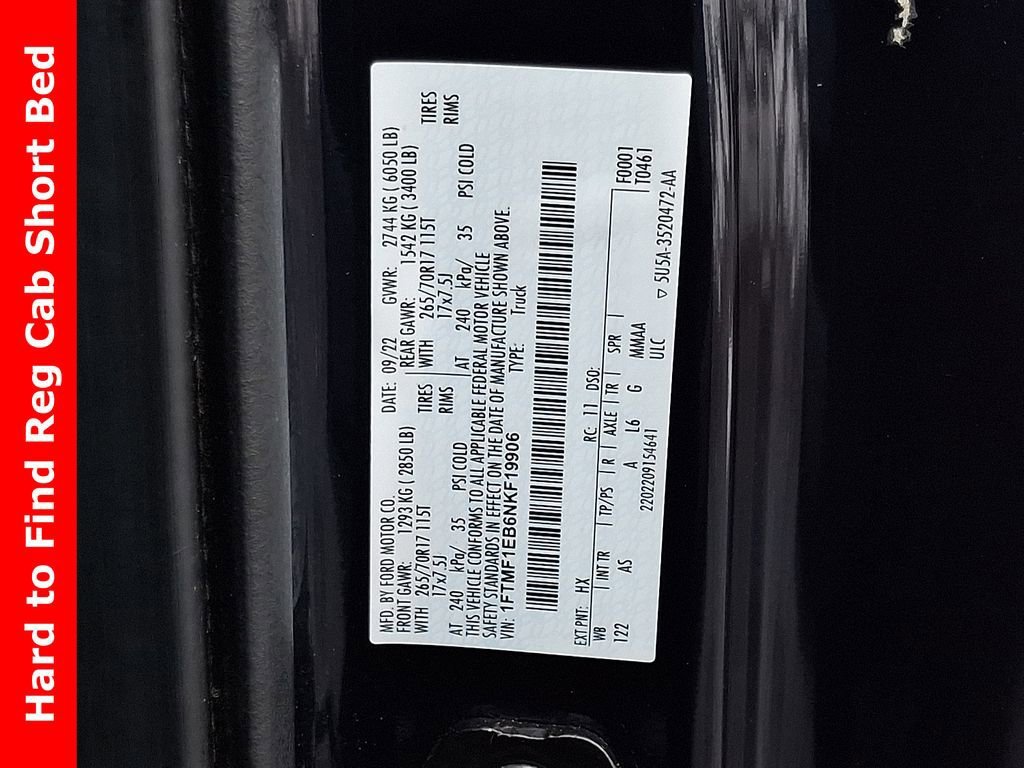 Hard to Find Reg Cab Short Bed
MFD. BY FORD MOTOR CO. DATE: 09/22 GVWR: 2744 KG ( 6050 LB)
FRONT GAWR: 1293 KG ( 2850 LB) REAR GAWR: 1542 KG ( 3400 LB)
WITH 265/70R17 115T TIRES WITH 265/70R17 115T TIRES
17x7.5J RIMS 17x7.5J RIMS
AT 240 kPa/ 35 PSI COLD AT 240 kPa/ 35 PSI COLD
THIS VEHICLE CONFORMS TO ALL APPLICABLE FEDERAL MOTOR VEHICLE
SAFETY STANDARDS IN EFFECT ON THE DATE OF MANUFACTURE SHOWN ABOVE.
VIN: 1FTMF1EB6NKF19906 TYPE: Truck
EXT PNT: HX RC: 11 DSO:
WB INT TR TP/PS R AXLE TR SPR F0001
122 AS A L6 G MMAA T0461
2202209154641 ULC
▽ 5U5A-3520472-AA